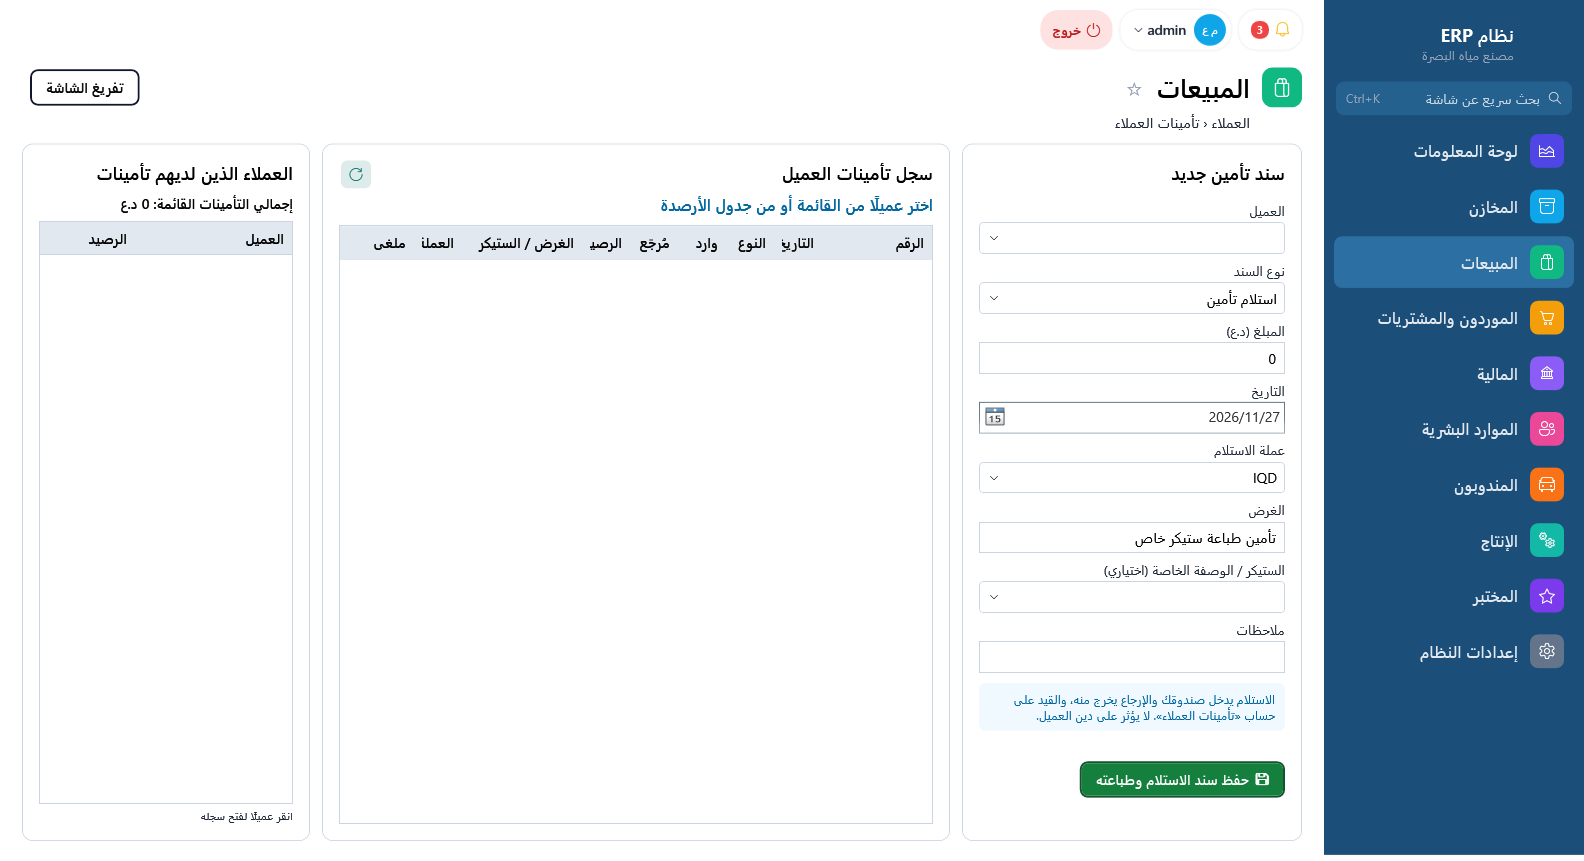 نظام ERP
مصنع مياه البصرة
بحث سريع عن شاشة
Ctrl+K
لوحة المعلومات
المخازن
المبيعات
الموردون والمشتريات
المالية
الموارد البشرية
المندوبون
الإنتاج
المختبر
إعدادات النظام
3
م ع
admin
خروج
المبيعات
العملاء › تأمينات العملاء
تفريغ الشاشة
سند تأمين جديد
العميل
نوع السند
استلام تأمين
المبلغ (د.ع)
0
التاريخ
2026/11/27
15
عملة الاستلام
IQD
الغرض
تأمين طباعة ستيكر خاص
الستيكر / الوصفة الخاصة (اختياري)
ملاحظات
الاستلام يدخل صندوقك والإرجاع يخرج منه، والقيد على
حساب «تأمينات العملاء». لا يؤثر على دين العميل.
حفظ سند الاستلام وطباعته
سجل تأمينات العميل
اختر عميلًا من القائمة أو من جدول الأرصدة
الرقم التاريخ النوع وارد مُرجَع الرصيد الغرض / الستيكر العملة ملغى
العملاء الذين لديهم تأمينات
إجمالي التأمينات القائمة: 0 د.ع
العميل الرصيد
انقر عميلًا لفتح سجله